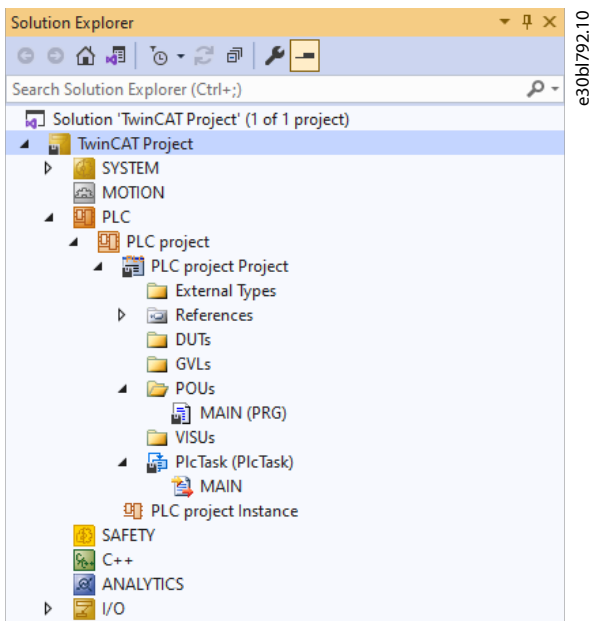 Solution Explorer
Search Solution Explorer (Ctrl+;)
Solution 'TwinCAT Project' (1 of 1 project)
TwinCAT Project
SYSTEM
MOTION
PLC
PLC project
PLC project Project
External Types
References
DUTs
GVLs
POUs
MAIN (PRG)
VISUs
PlcTask (PlcTask)
MAIN
PLC project Instance
SAFETY
C++
ANALYTICS
I/O
e30bl792.10